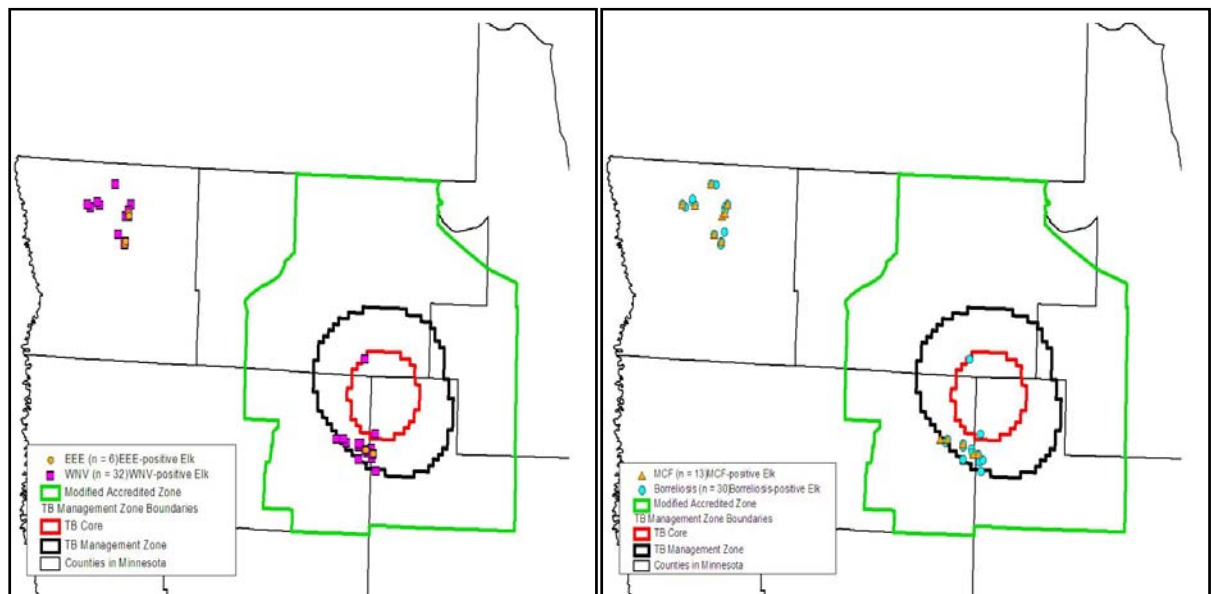 EEE (n = 6)EEE-positive Elk
WNV (n = 32)WNV-positive Elk
Modified Accredited Zone
TB Management Zone Boundaries
TB Core
TB Management Zone
Counties in Minnesota
MCF (n = 13)MCF-positive Elk
Borreliosis (n = 30)Borreliosis-positive Elk
Modified Accredited Zone
TB Management Zone Boundaries
TB Core
TB Management Zone
Counties in Minnesota